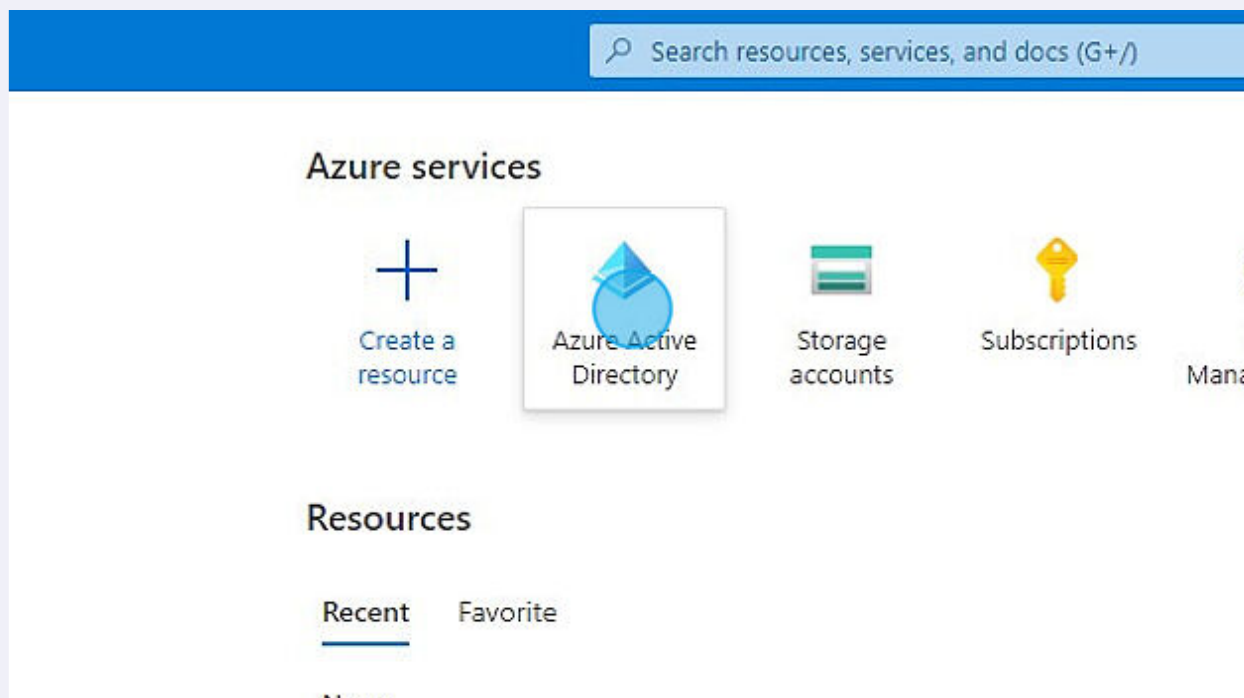 Search resources, services, and docs (G+/)
Azure services
Create a
resource
Azure Active
Directory
Storage
accounts
Subscriptions
Resources
Recent
Favorite